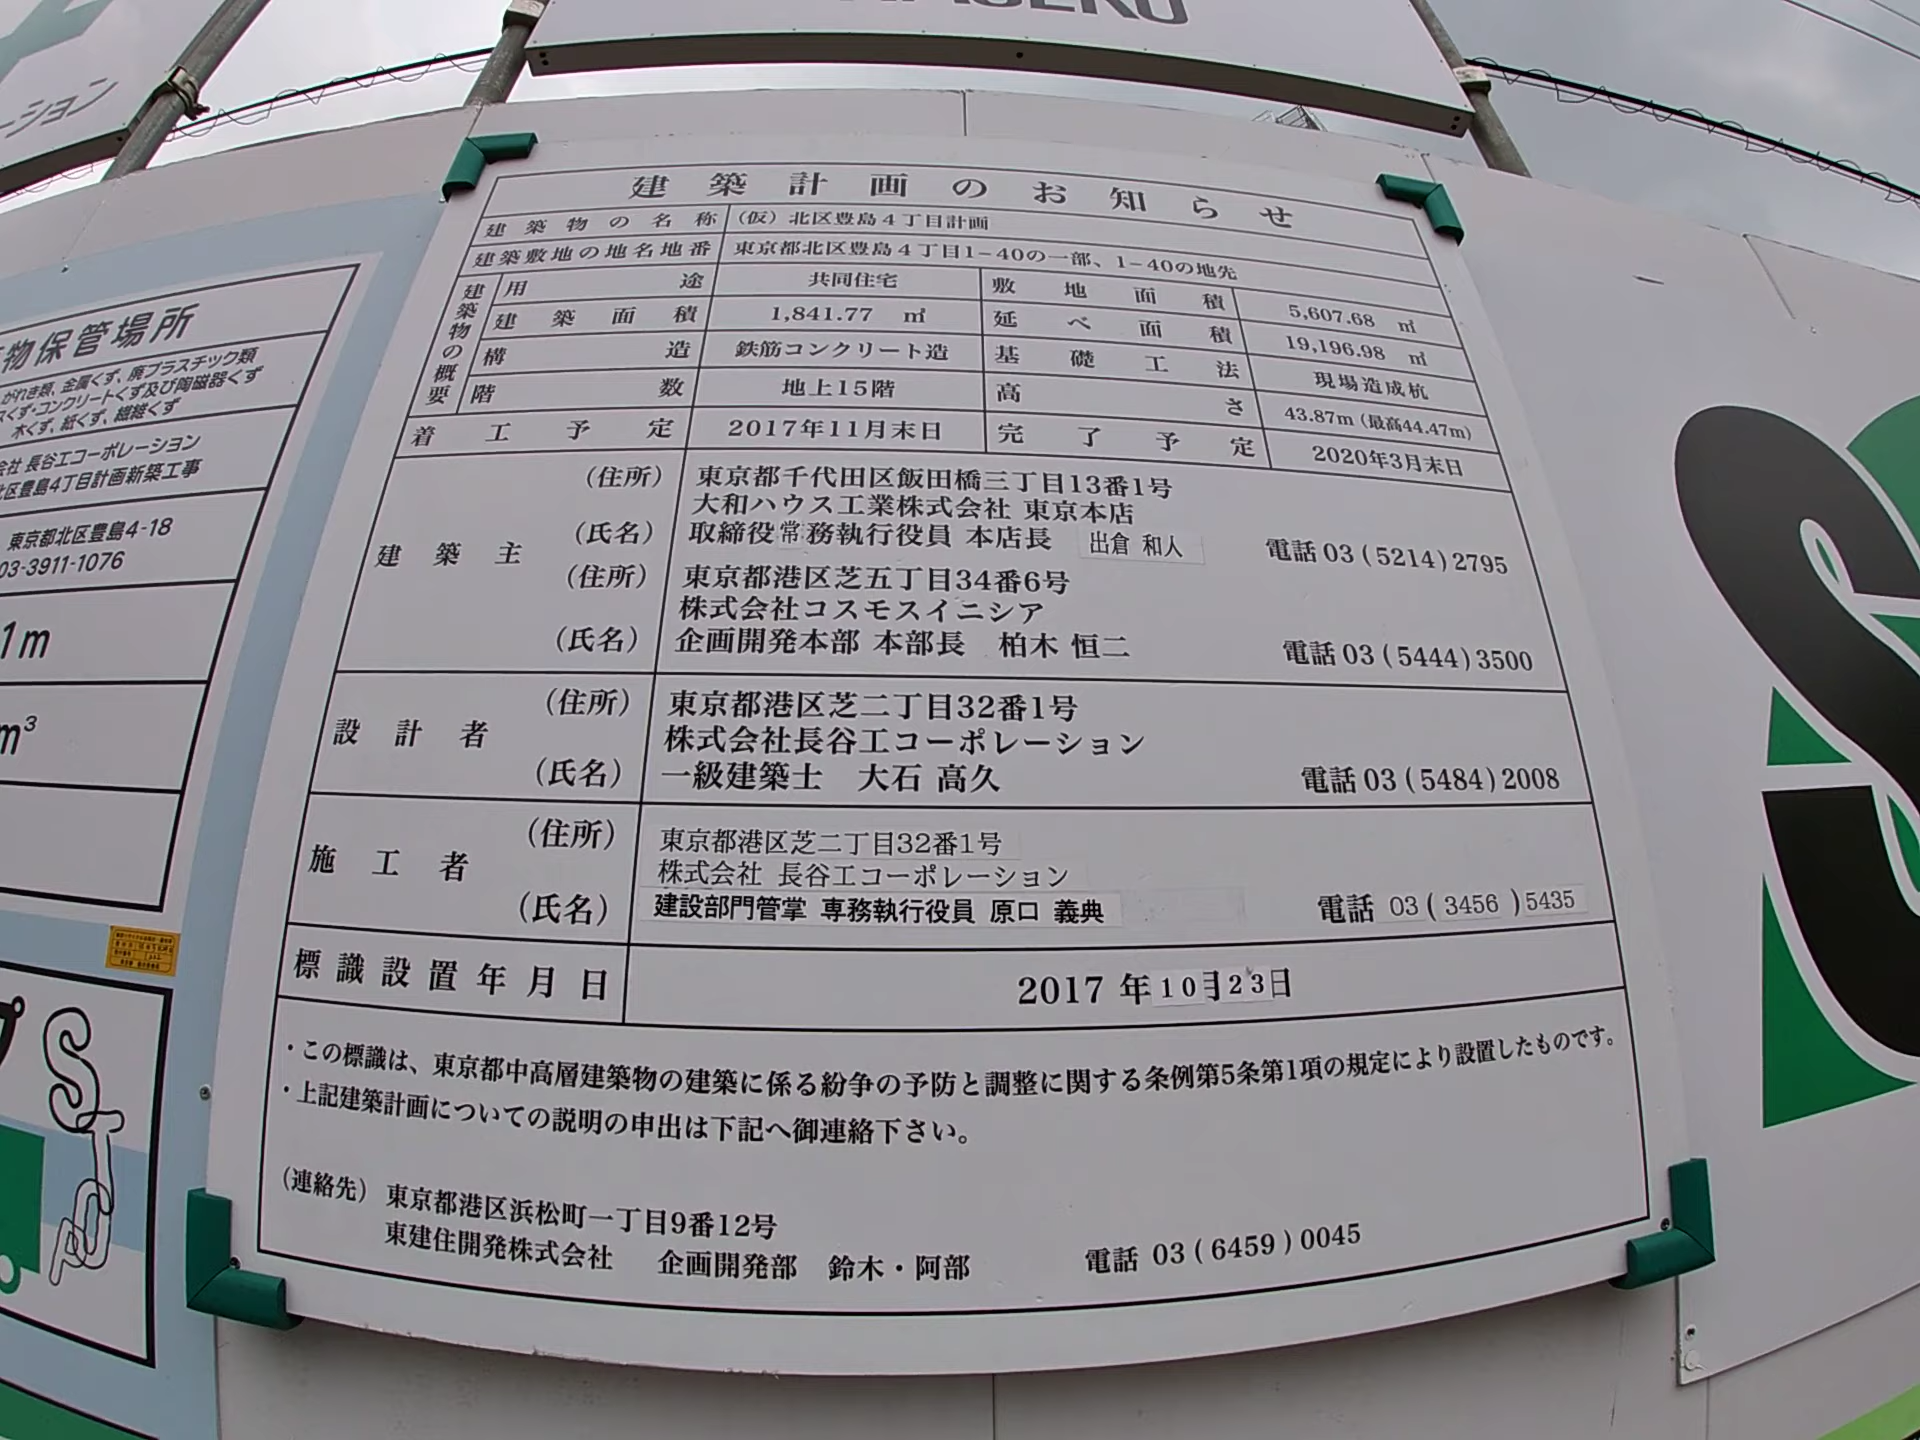 ーション
物保管場所
がれき類、金属くず、廃プラスチック類
スくず・コンクリートくず及び陶磁器くず
木くず、紙くず、繊維くず
会社 長谷工コーポレーション
北区豊島4丁目計画新築工事
東京都北区豊島4-18
03-3911-1076
1m
m³
建築計画のお知らせ
建築物の名称 (仮)北区豊島4丁目計画
建築敷地の地名地番 東京都北区豊島4丁目1-40の一部、1-40の地先
建築物の概要
用途 共同住宅 敷地面積 5,607.68 ㎡
建築面積 1,841.77 ㎡ 延べ面積 19,196.98 ㎡
構造 鉄筋コンクリート造 基礎工法 現場造成杭
階数 地上15階 高さ 43.87m(最高44.47m)
着工予定 2017年11月末日 完了予定 2020年3月末日
建築主
(住所) 東京都千代田区飯田橋三丁目13番1号
大和ハウス工業株式会社 東京本店
(氏名) 取締役常務執行役員 本店長 出倉 和人 電話 03(5214)2795
(住所) 東京都港区芝五丁目34番6号
株式会社コスモスイニシア
(氏名) 企画開発本部 本部長 柏木 恒二 電話 03(5444)3500
設計者
(住所) 東京都港区芝二丁目32番1号
株式会社長谷工コーポレーション
(氏名) 一級建築士 大石 高久 電話 03(5484)2008
施工者
(住所) 東京都港区芝二丁目32番1号
株式会社 長谷工コーポレーション
(氏名) 建設部門管掌 専務執行役員 原口 義典 電話 03(3456)5435
標識設置年月日 2017年10月23日
・この標識は、東京都中高層建築物の建築に係る紛争の予防と調整に関する条例第5条第1項の規定により設置したものです。
・上記建築計画についての説明の申出は下記へ御連絡下さい。
(連絡先) 東京都港区浜松町一丁目9番12号
東建住開発株式会社 企画開発部 鈴木・阿部 電話 03(6459)0045